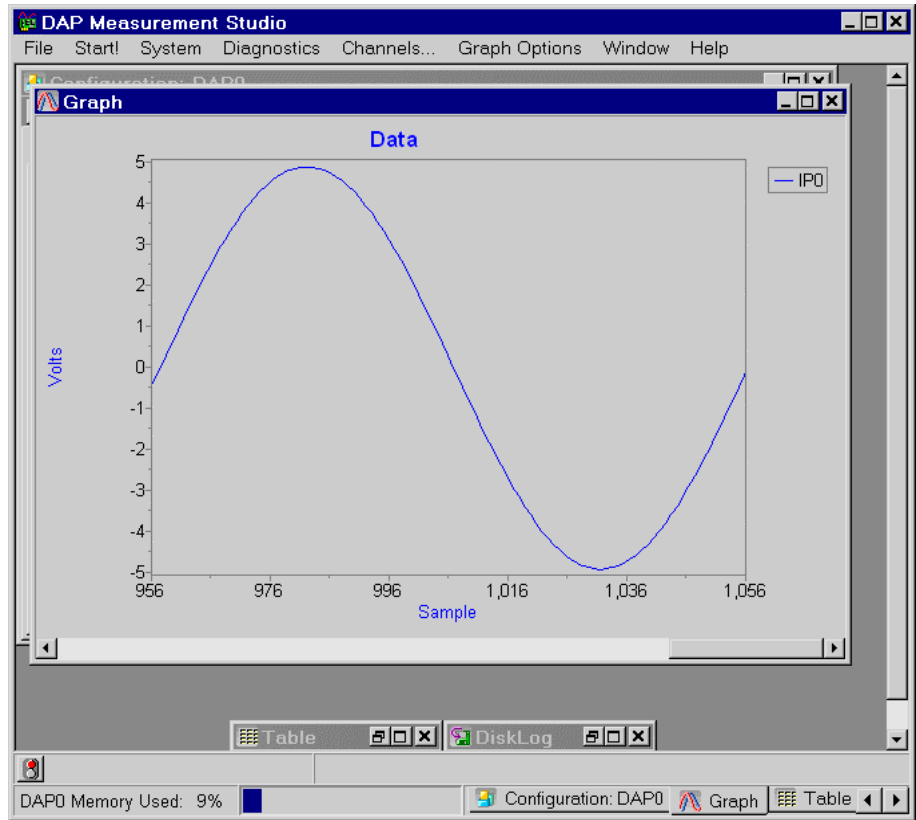 DAP Measurement Studio
File Start! System Diagnostics Channels... Graph Options Window Help
Configuration: DAP0
Graph
Data
5
4
3
2
1
0
-1
-2
-3
-4
-5
Volts
IP0
956 976 996 1,016 1,036 1,056
Sample
Table DiskLog
DAP0 Memory Used: 9% Configuration: DAP0 Graph Table